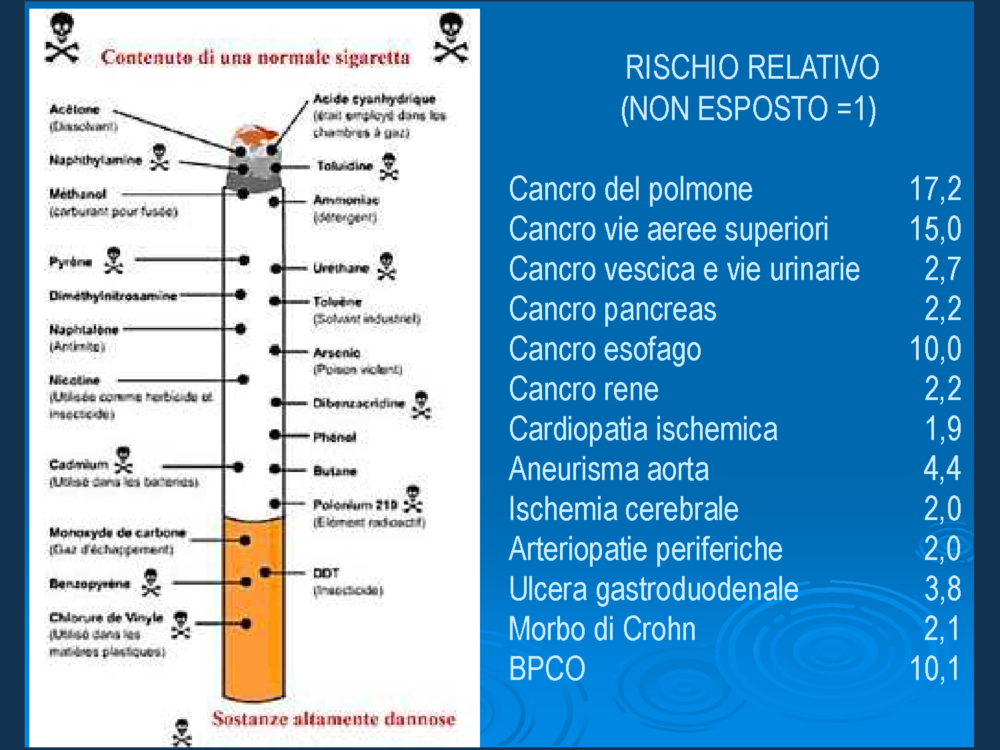 Contenuto di una normale sigaretta
Acétone
(Dissolvant)
Naphthylamine
Méthanol
(carburant pour fusée)
Pyrène
Diméthylnitrosamine
Naphtalène
(Antimite)
Nicotine
(Utilisée comme herbicide et
insecticide)
Cadmium
(Utilisé dans les batteries)
Monoxyde de carbone
(Gaz d'échappement)
Benzopyrène
Chlorure de Vinyle
(Utilisé dans les
matières plastiques)
Acide cyanhydrique
(était employé dans les
chambres à gaz)
Toluidine
Ammoniac
(détergent)
Uréthane
Toluène
(Solvant industriel)
Arsenic
(Poison violent)
Dibenzacridine
Phénol
Butane
Polonium 210
(Elément radioactif)
DDT
(Insecticide)
Sostanze altamente dannose
RISCHIO RELATIVO
(NON ESPOSTO =1)
Cancro del polmone 17,2
Cancro vie aeree superiori 15,0
Cancro vescica e vie urinarie 2,7
Cancro pancreas 2,2
Cancro esofago 10,0
Cancro rene 2,2
Cardiopatia ischemica 1,9
Aneurisma aorta 4,4
Ischemia cerebrale 2,0
Arteriopatie periferiche 2,0
Ulcera gastroduodenale 3,8
Morbo di Crohn 2,1
BPCO 10,1